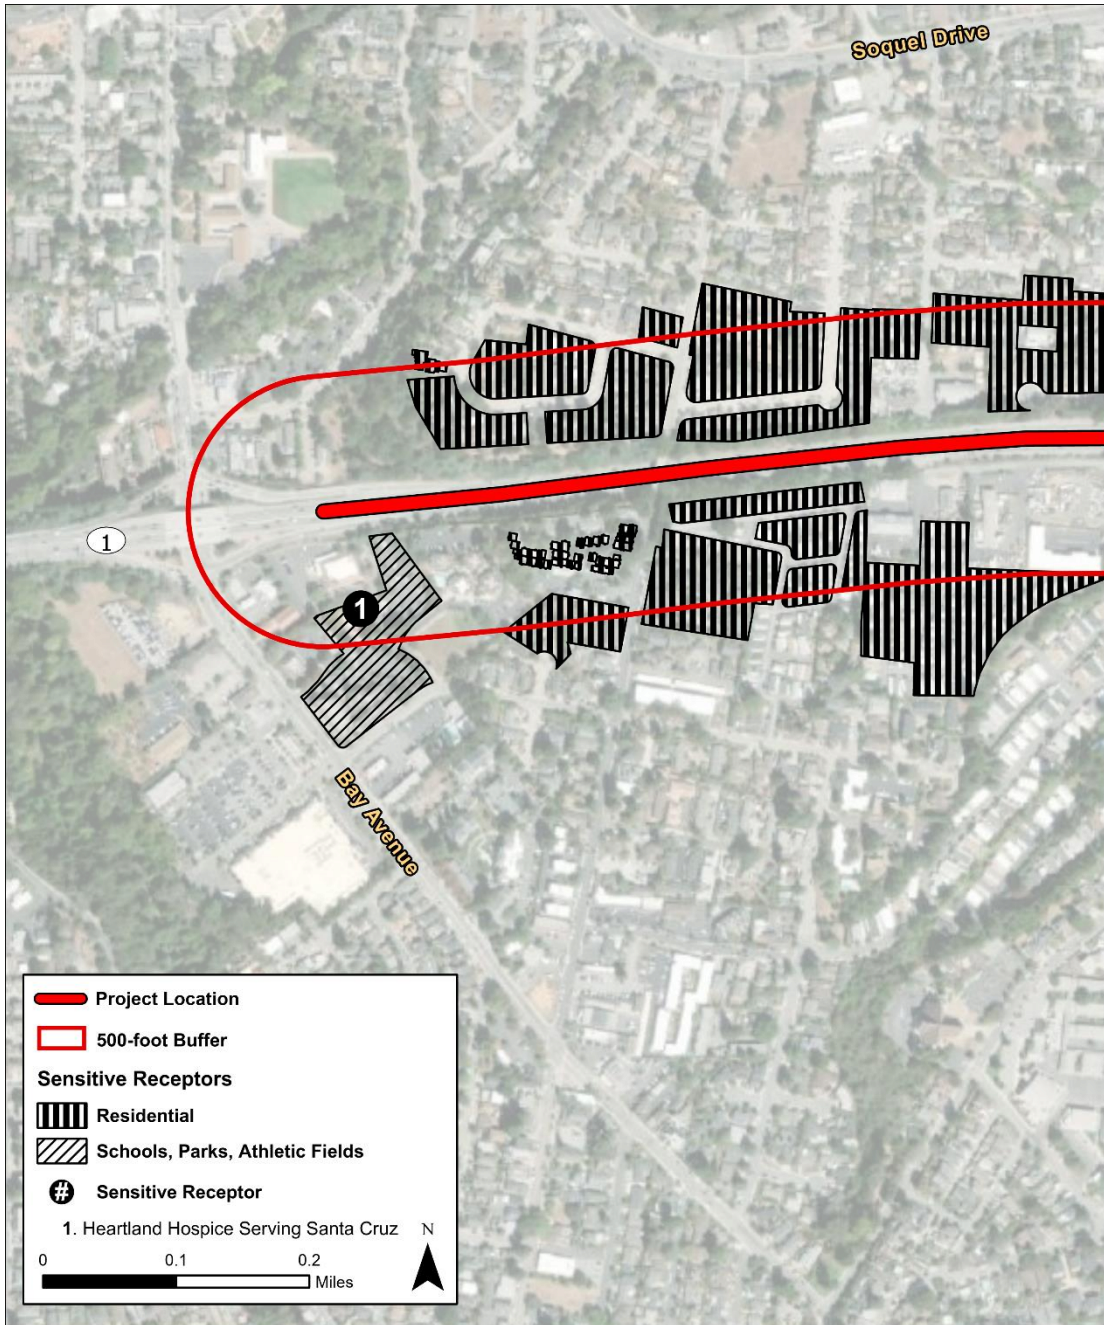 Soquel Drive
1
1
Bay Avenue
Project Location
500-foot Buffer
Sensitive Receptors
Residential
Schools, Parks, Athletic Fields
# Sensitive Receptor
1. Heartland Hospice Serving Santa Cruz
N
0 0.1 0.2
Miles